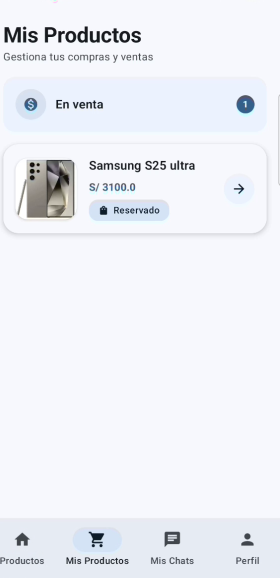 Mis Productos
Gestiona tus compras y ventas
En venta
1
Samsung S25 ultra
S/ 3100.0
Reservado
Productos
Mis Productos
Mis Chats
Perfil